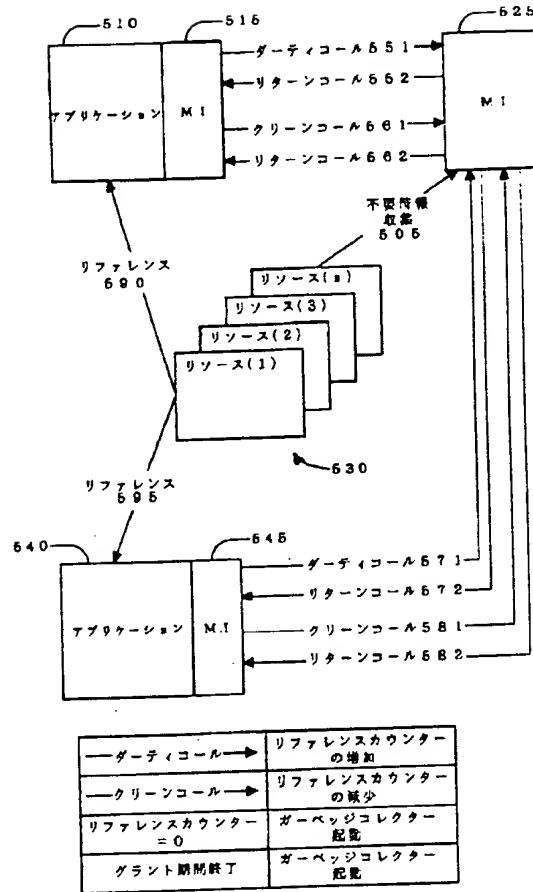 510
515
525
アプリケーション
MI
ダーティコール551
リターンコール552
クリーンコール561
リターンコール562
MI
不要情報
収集
505
リファレンス
590
リソース(n)
リソース(3)
リソース(2)
リソース(1)
530
リファレンス
595
540
545
アプリケーション
M.I
ダーティコール571
リターンコール572
クリーンコール581
リターンコール582
ダーティコール
リファレンスカウンター
の増加
クリーンコール
リファレンスカウンター
の減少
リファレンスカウンター
=0
ガーベッジコレクター
起動
グラント期間終了
ガーベッジコレクター
起動